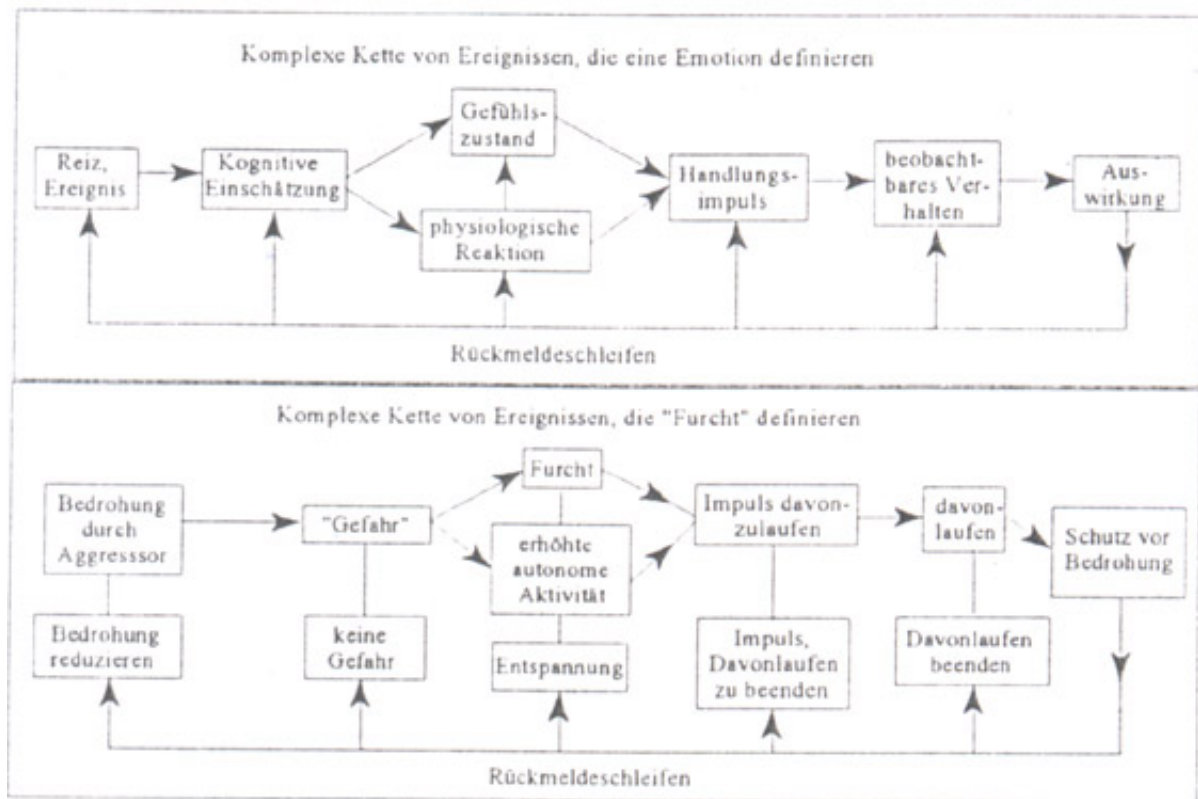 Komplexe Kette von Ereignissen, die eine Emotion definieren
Reiz,
Ereignis
Kognitive
Einschätzung
Gefühls-
zustand
physiologische
Reaktion
Handlungs-
impuls
beobacht-
bares Ver-
halten
Aus-
wirkung
Rückmeldeschleifen
Komplexe Kette von Ereignissen, die "Furcht" definieren
Bedrohung
durch
Aggresssor
"Gefahr"
Furcht
erhöhte
autonome
Aktivität
Impuls davon-
zulaufen
davon-
laufen
Schutz vor
Bedrohung
Bedrohung
reduzieren
keine
Gefahr
Entspannung
Impuls,
Davonlaufen
zu beenden
Davonlaufen
beenden
Rückmeldeschleifen